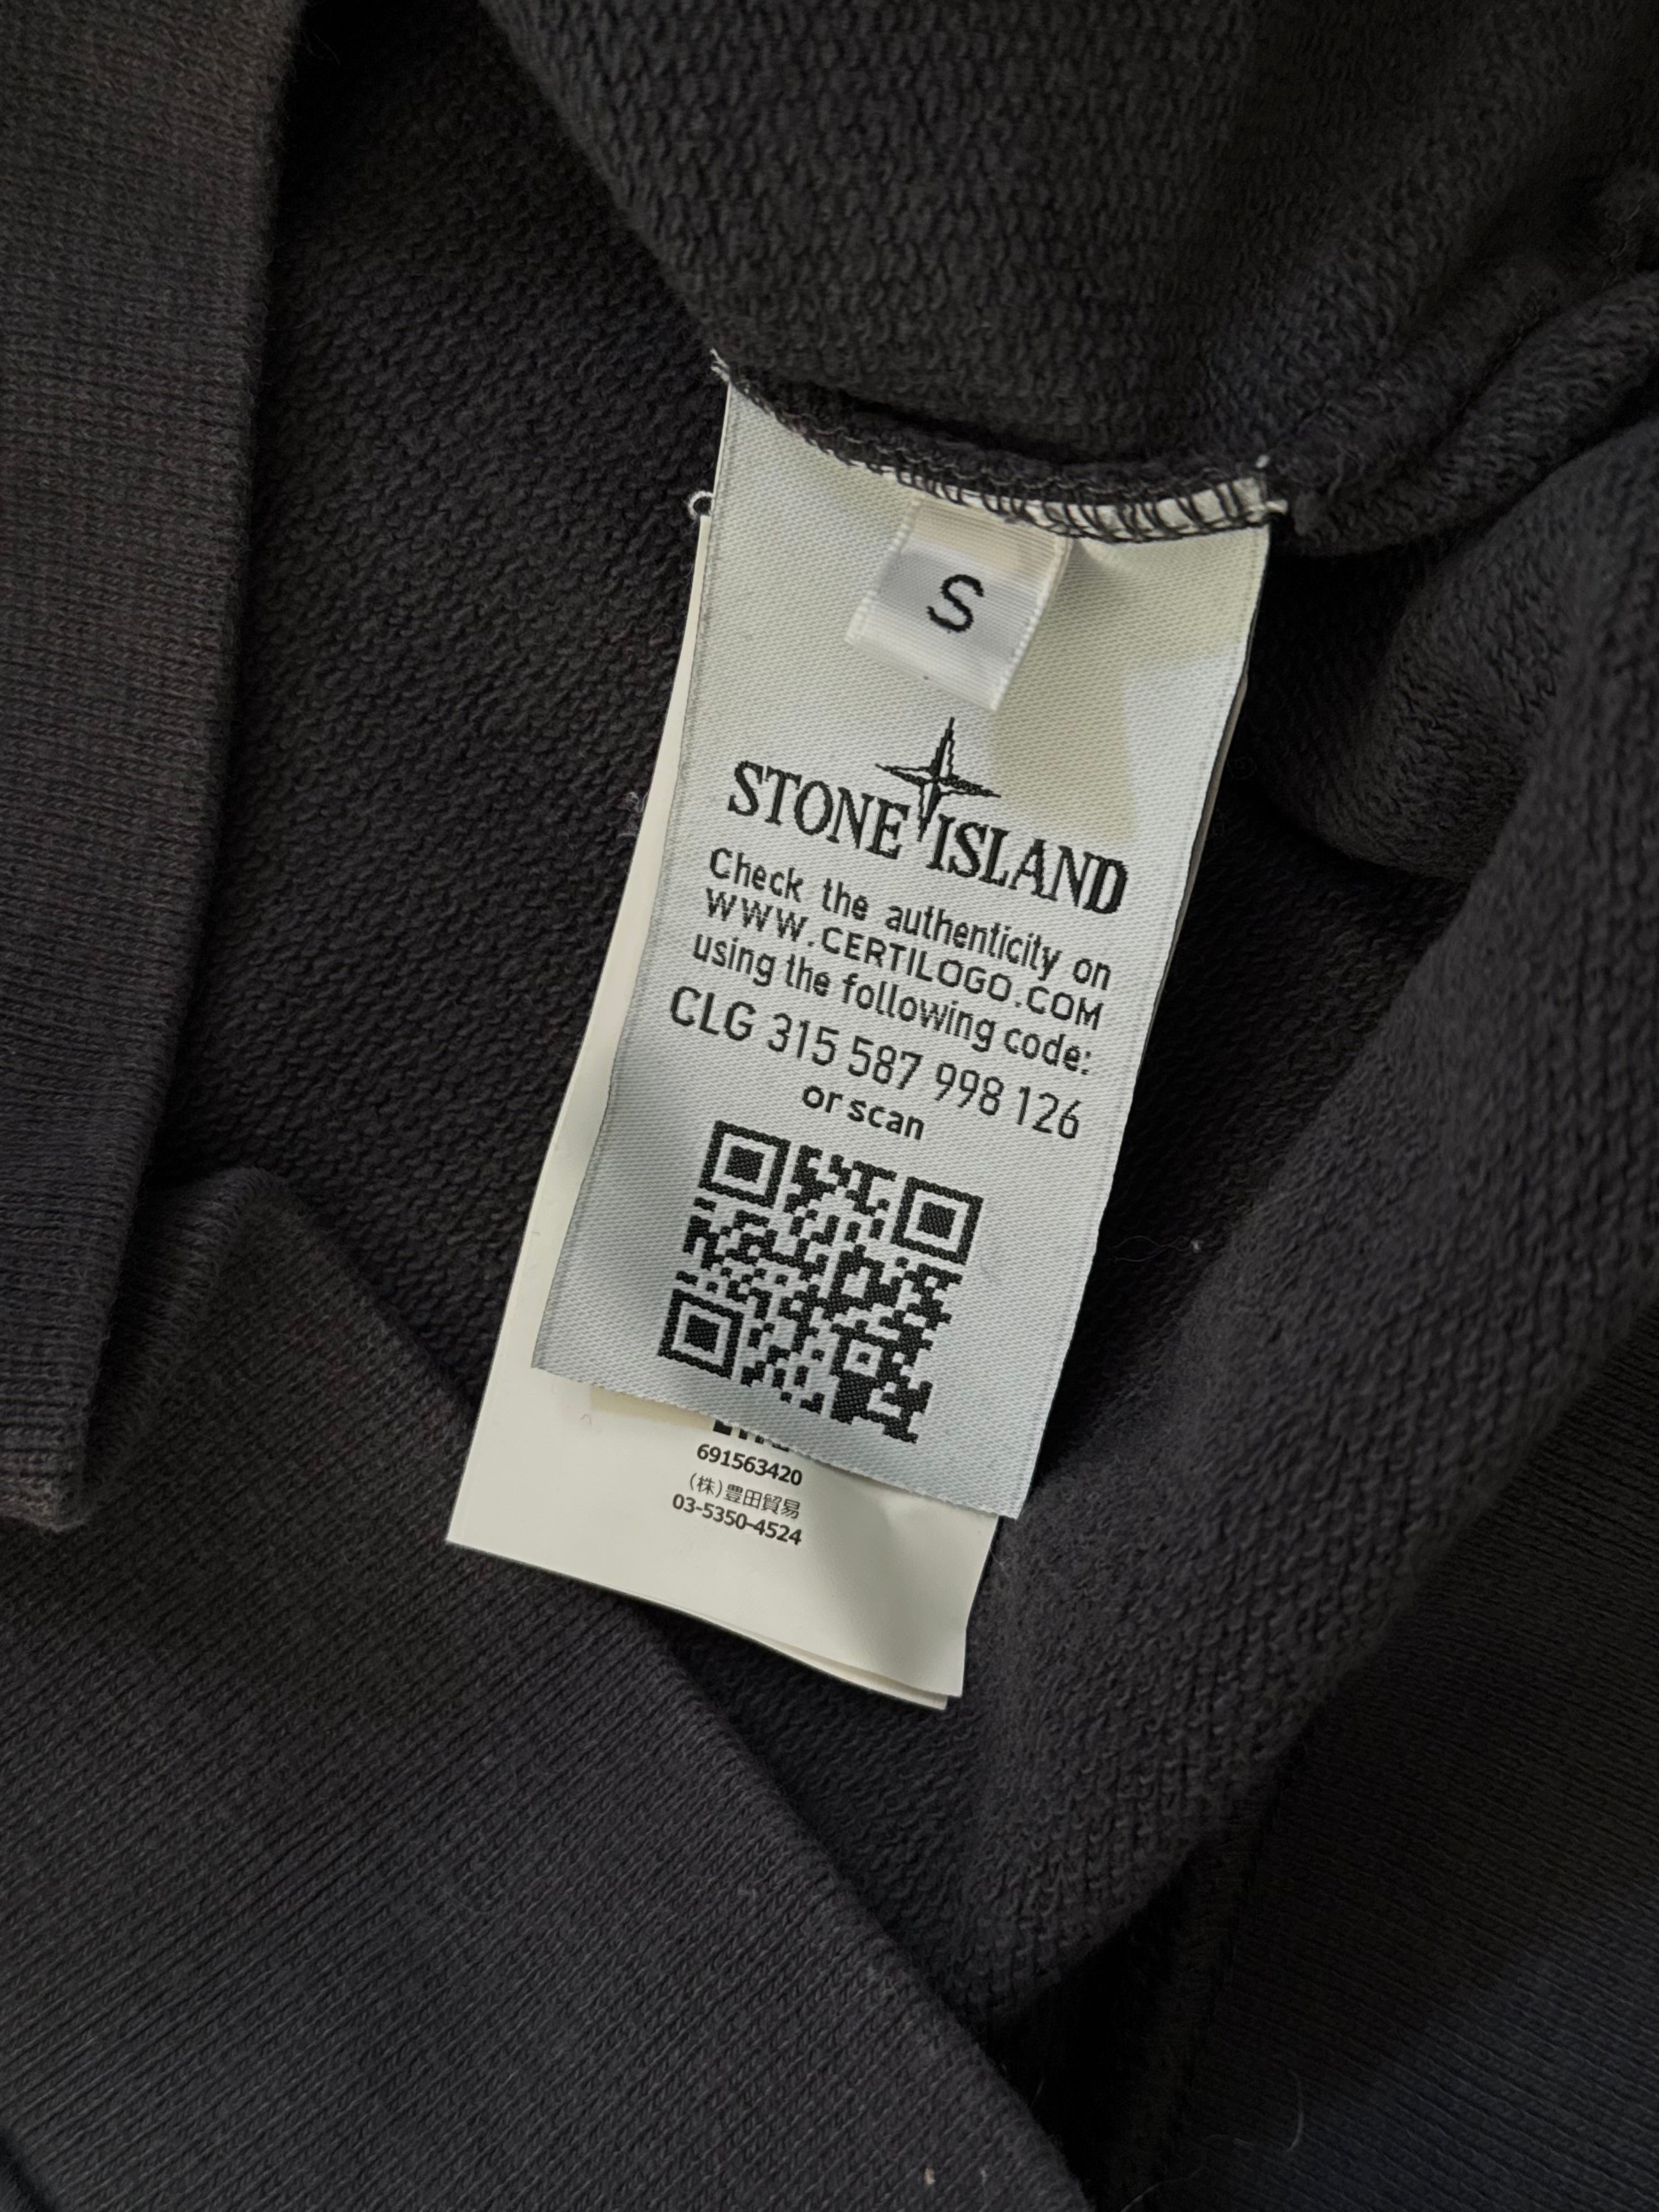 S
STONE ISLAND
Check the authenticity on
WWW.CERTILOGO.COM
using the following code:
CLG 315 587 998 126
or scan
691563420
(株)豊田貿易
03-5350-4524